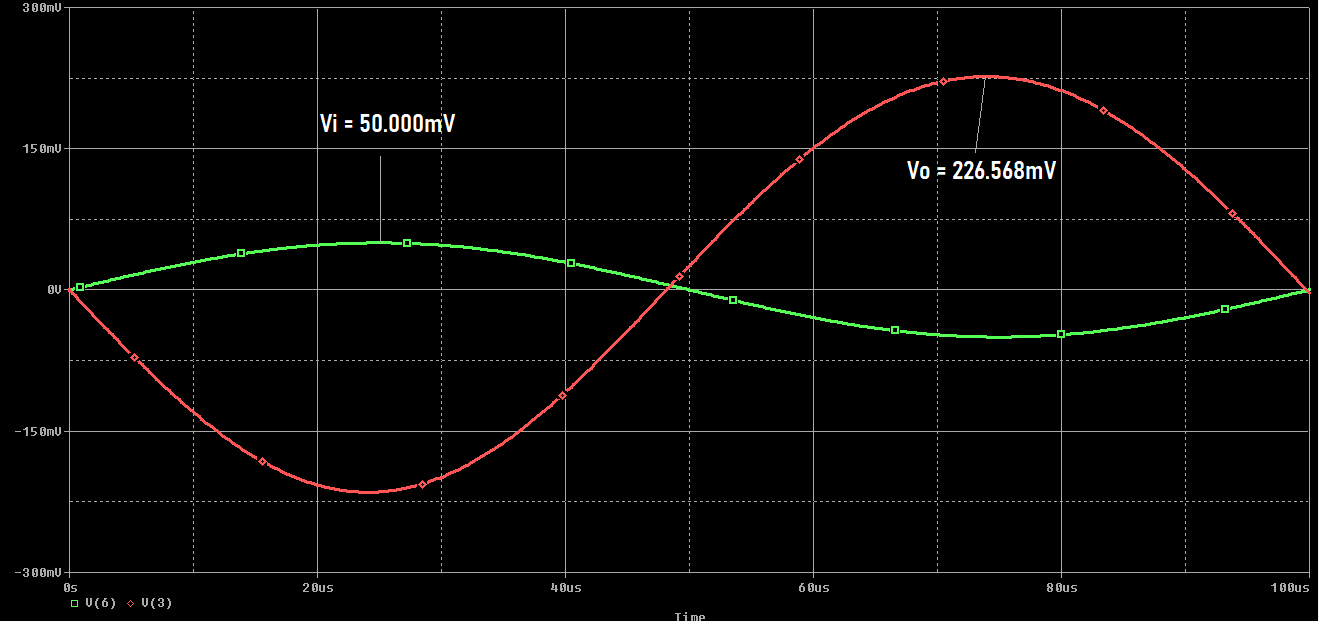 300mV
Vi = 50.000mV
150mV
Vo = 226.568mV
0V
-150mV
-300mV
0s 20us 40us 60us 80us 100us
V(6) V(3)
Time